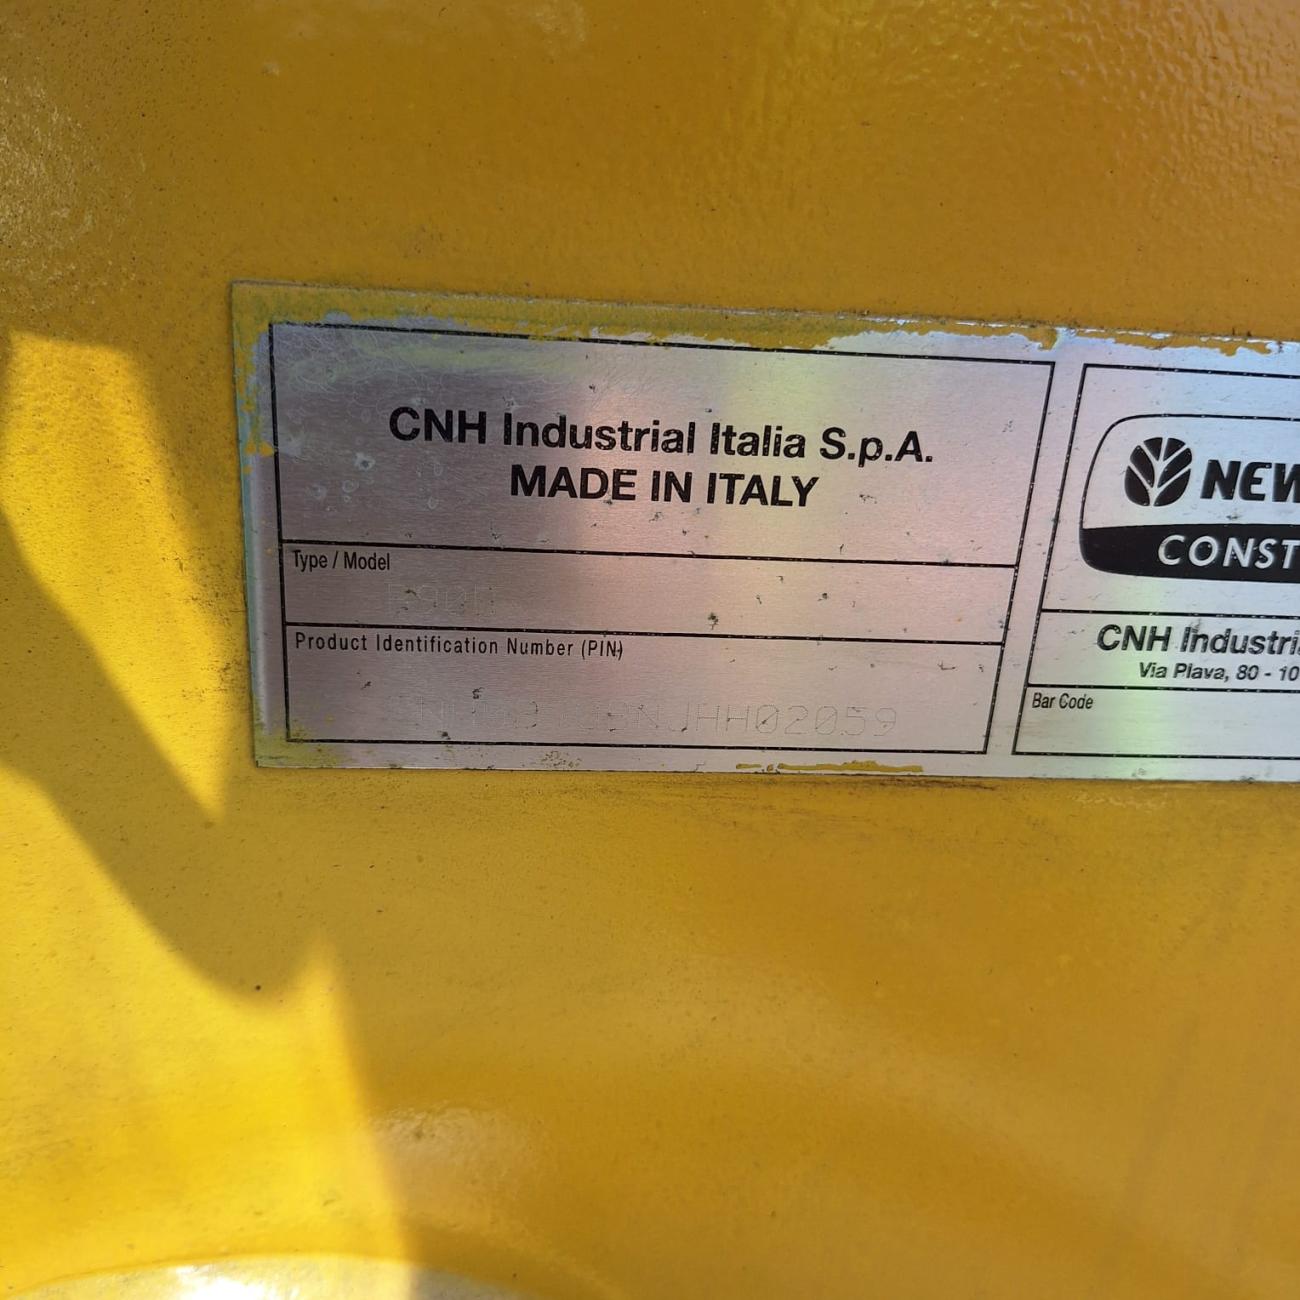 CNH Industrial Italia S.p.A.
MADE IN ITALY
Type / Model
Product Identification Number (PIN)
NEW
CONST
CNH Industri
Via Plava, 80 - 10
Bar Code